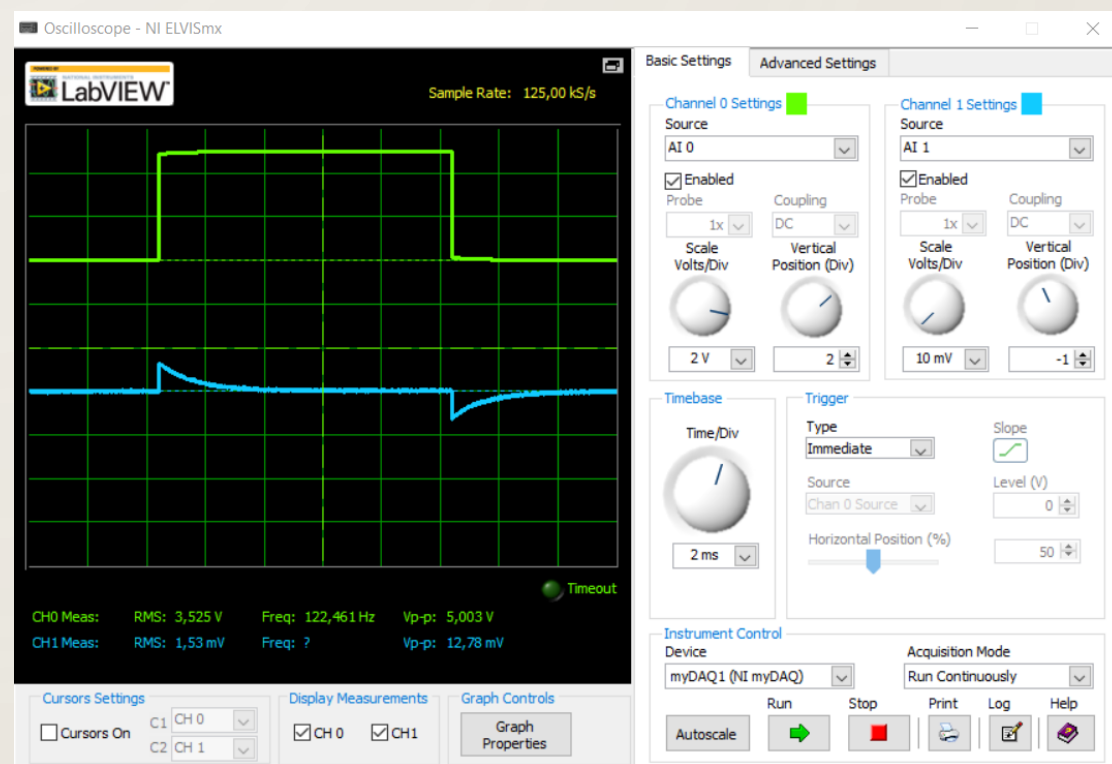 Oscilloscope - NI ELVISmx
POWERED BY
NATIONAL INSTRUMENTS
LabVIEW™
Sample Rate: 125,00 kS/s
Timeout
CH0 Meas: RMS: 3,525 V Freq: 122,461 Hz Vp-p: 5,003 V
CH1 Meas: RMS: 1,53 mV Freq: ? Vp-p: 12,78 mV
Cursors Settings
Cursors On
C1 CH 0
C2 CH 1
Display Measurements
CH 0 CH1
Graph Controls
Graph
Properties
Basic Settings Advanced Settings
Channel 0 Settings
Source
AI 0
Enabled
Probe Coupling
1x DC
Scale Vertical
Volts/Div Position (Div)
2 V 2
Channel 1 Settings
Source
AI 1
Enabled
Probe Coupling
1x DC
Scale Vertical
Volts/Div Position (Div)
10 mV -1
Timebase
Time/Div
2 ms
Trigger
Type Slope
Immediate
Source Level (V)
Chan 0 Source 0
Horizontal Position (%)
50
Instrument Control
Device Acquisition Mode
myDAQ1 (NI myDAQ) Run Continuously
Run Stop Print Log Help
Autoscale